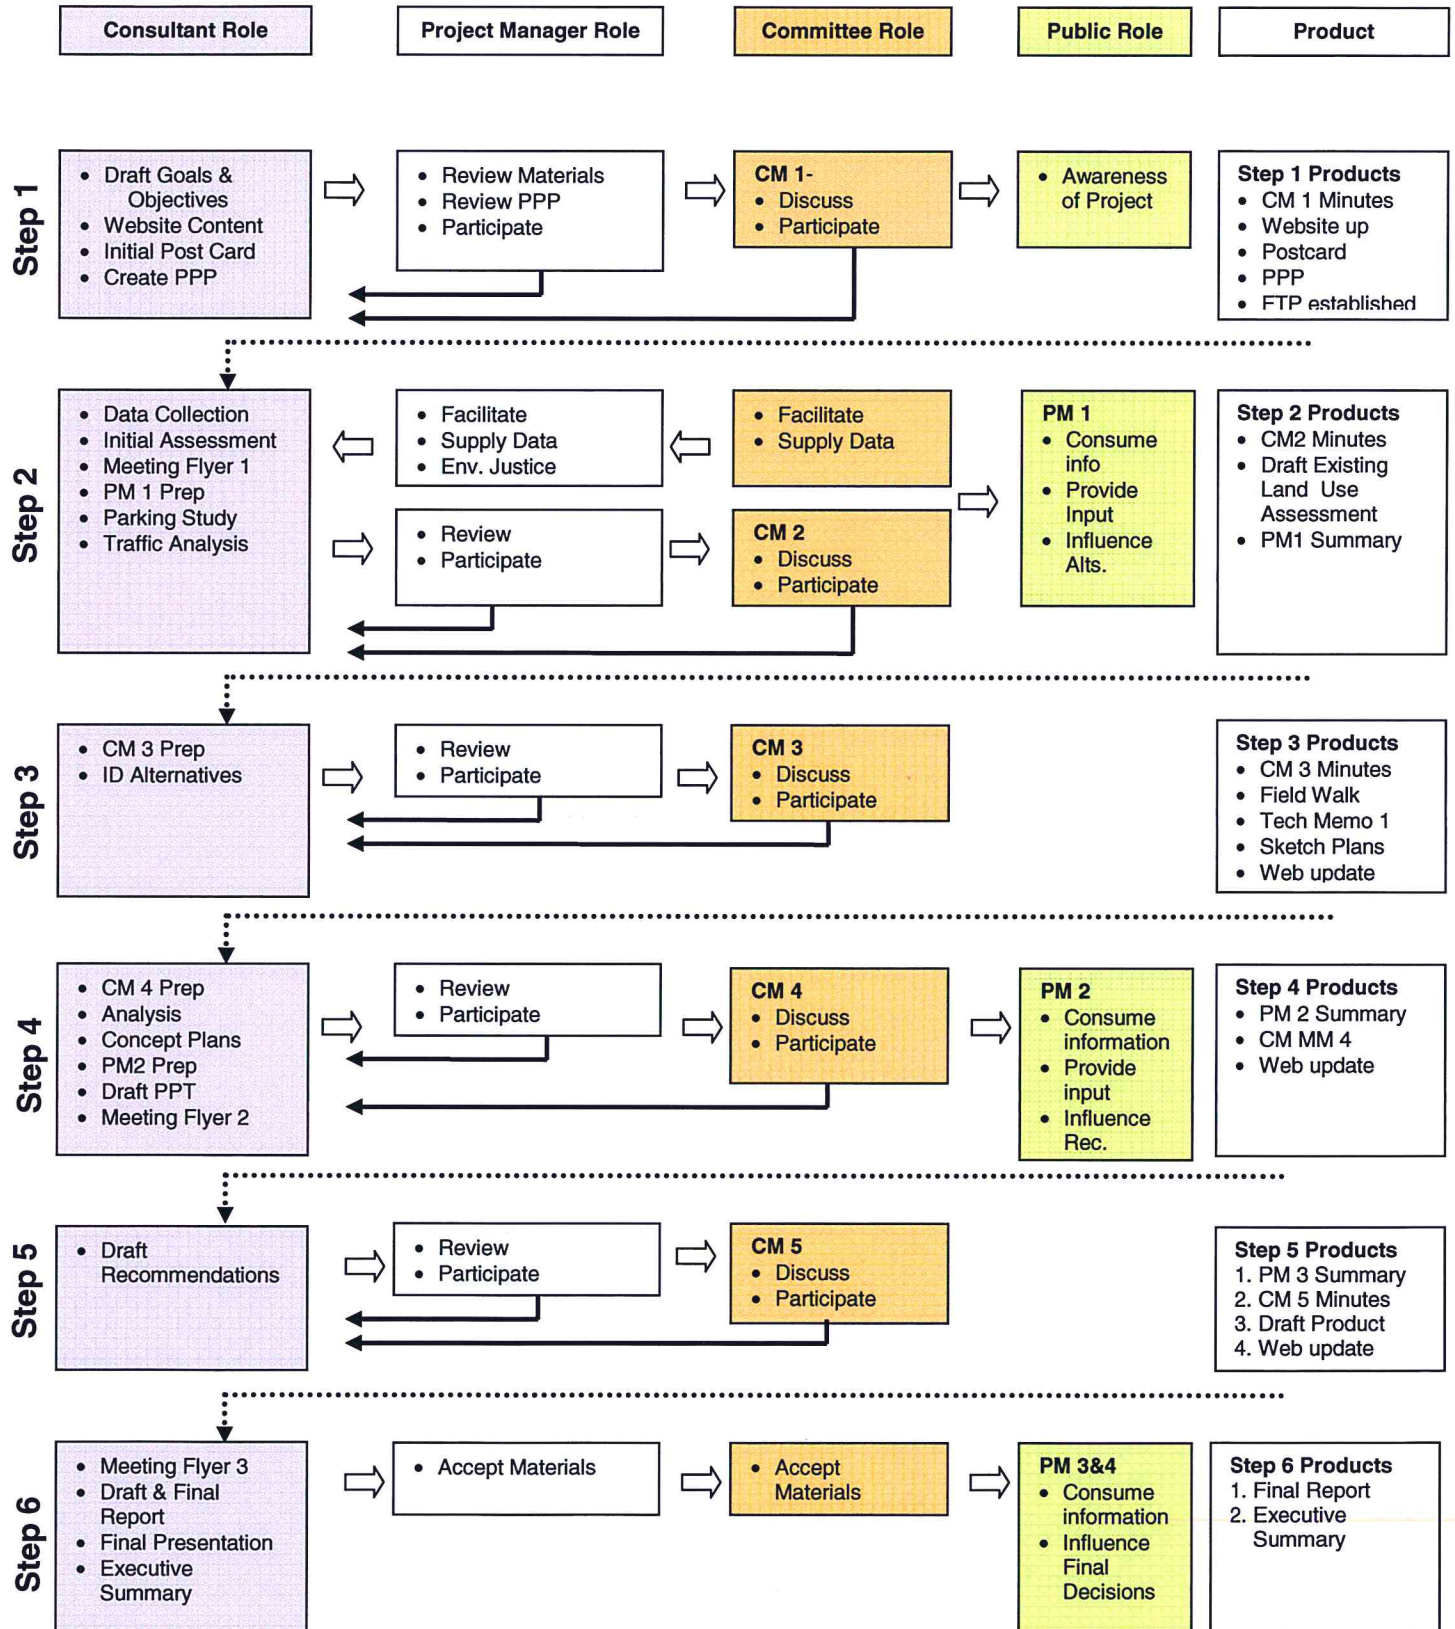 Consultant Role
Project Manager Role
Committee Role
Public Role
Product
Step 1
• Draft Goals &
Objectives
• Website Content
• Initial Post Card
• Create PPP
• Review Materials
• Review PPP
• Participate
CM 1-
• Discuss
• Participate
• Awareness
of Project
Step 1 Products
• CM 1 Minutes
• Website up
• Postcard
• PPP
• FTP established
Step 2
• Data Collection
• Initial Assessment
• Meeting Flyer 1
• PM 1 Prep
• Parking Study
• Traffic Analysis
• Facilitate
• Supply Data
• Env. Justice
• Facilitate
• Supply Data
• Review
• Participate
CM 2
• Discuss
• Participate
PM 1
• Consume
info
• Provide
Input
• Influence
Alts.
Step 2 Products
• CM2 Minutes
• Draft Existing
Land Use
Assessment
• PM1 Summary
Step 3
• CM 3 Prep
• ID Alternatives
• Review
• Participate
CM 3
• Discuss
• Participate
Step 3 Products
• CM 3 Minutes
• Field Walk
• Tech Memo 1
• Sketch Plans
• Web update
Step 4
• CM 4 Prep
• Analysis
• Concept Plans
• PM2 Prep
• Draft PPT
• Meeting Flyer 2
• Review
• Participate
CM 4
• Discuss
• Participate
PM 2
• Consume
information
• Provide
input
• Influence
Rec.
Step 4 Products
• PM 2 Summary
• CM MM 4
• Web update
Step 5
• Draft
Recommendations
• Review
• Participate
CM 5
• Discuss
• Participate
Step 5 Products
1. PM 3 Summary
2. CM 5 Minutes
3. Draft Product
4. Web update
Step 6
• Meeting Flyer 3
• Draft & Final
Report
• Final Presentation
• Executive
Summary
• Accept Materials
• Accept
Materials
PM 3&4
• Consume
information
• Influence
Final
Decisions
Step 6 Products
1. Final Report
2. Executive
Summary